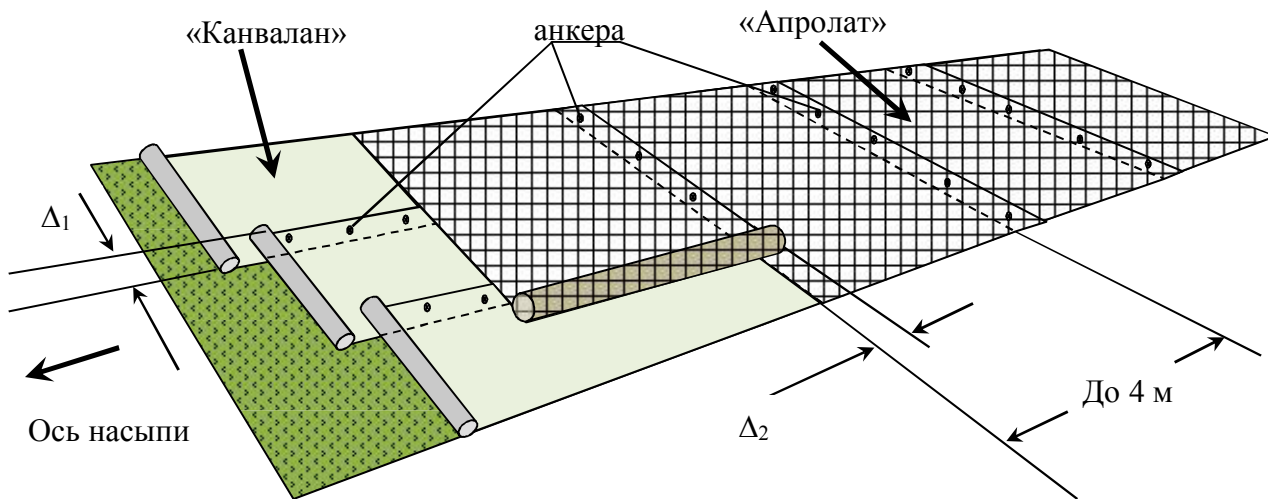 «Канвалан»
анкера
«Апролат»
Δ1
До 4 м
Δ2
Ось насыпи